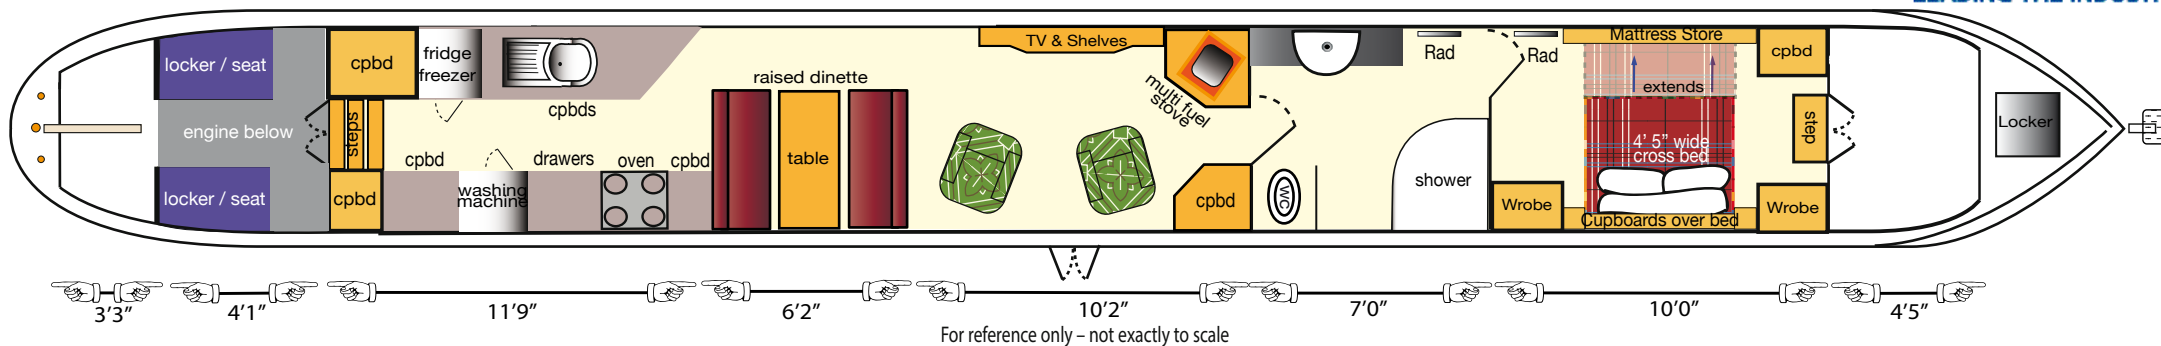 LEADING THE INDUST
locker / seat
cpbd
fridge
freezer
cpbds
raised dinette
TV & Shelves
multi fuel
stove
Rad
Rad
Mattress Store
cpbd
extends
engine below
steps
cpbd
drawers
oven
cpbd
table
4' 5" wide
cross bed
step
Locker
locker / seat
cpbd
washing
machine
cpbd
WC
shower
Wrobe
Cupboards over bed
Wrobe
3'3"
4'1"
11'9"
6'2"
10'2"
7'0"
10'0"
4'5"
For reference only – not exactly to scale